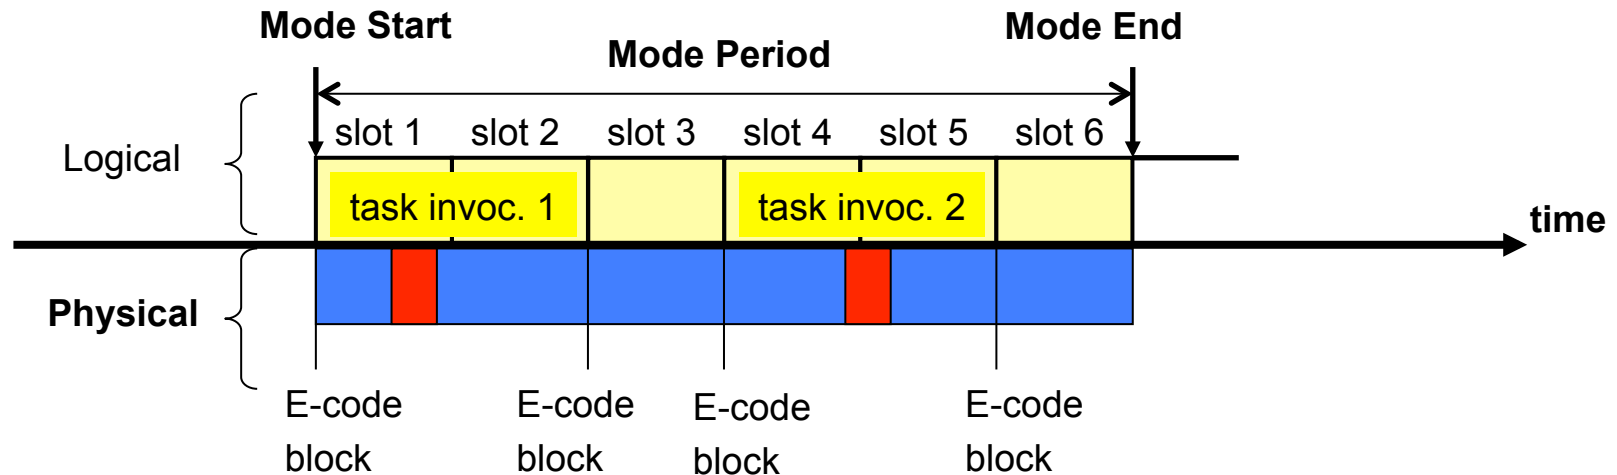 Mode Start
Mode Period
Mode End
Logical
slot 1
slot 2
slot 3
slot 4
slot 5
slot 6
task invoc. 1
task invoc. 2
time
Physical
E-code
block
E-code
block
E-code
block
E-code
block